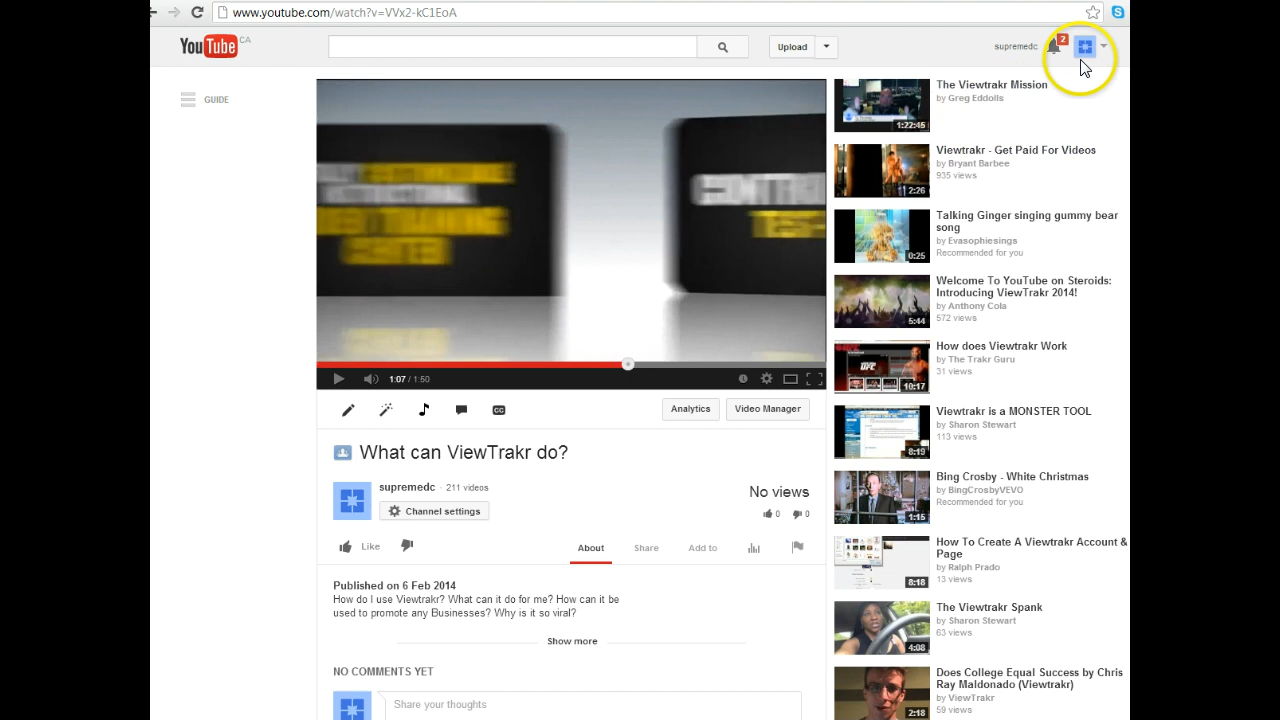 www.youtube.com/watch?v=VVx2-kC1EoA
YouTube CA
Upload
supremedc
2
GUIDE
1:07 / 1:50
Analytics
Video Manager
What can ViewTrakr do?
supremedc · 211 videos
Channel settings
No views
0
0
Like
About
Share
Add to
Published on 6 Feb 2014
How do I use Viewtrakr? What can it do for me? How can it be
used to promote any Businesses? Why is it so viral?
Show more
NO COMMENTS YET
Share your thoughts
The Viewtrakr Mission
by Greg Eddolls
1:22:45
Viewtrakr - Get Paid For Videos
by Bryant Barbee
935 views
2:26
Talking Ginger singing gummy bear
song
by Evasophiesings
Recommended for you
0:25
Welcome To YouTube on Steroids:
Introducing ViewTrakr 2014!
by Anthony Cola
572 views
5:44
How does Viewtrakr Work
by The Trakr Guru
31 views
UFC
10:17
Viewtrakr is a MONSTER TOOL
by Sharon Stewart
113 views
8:19
Bing Crosby - White Christmas
by BingCrosbyVEVO
Recommended for you
1:15
How To Create A Viewtrakr Account &
Page
by Ralph Prado
13 views
8:18
The Viewtrakr Spank
by Sharon Stewart
63 views
4:08
Does College Equal Success by Chris
Ray Maldonado (Viewtrakr)
by ViewTrakr
59 views
2:18